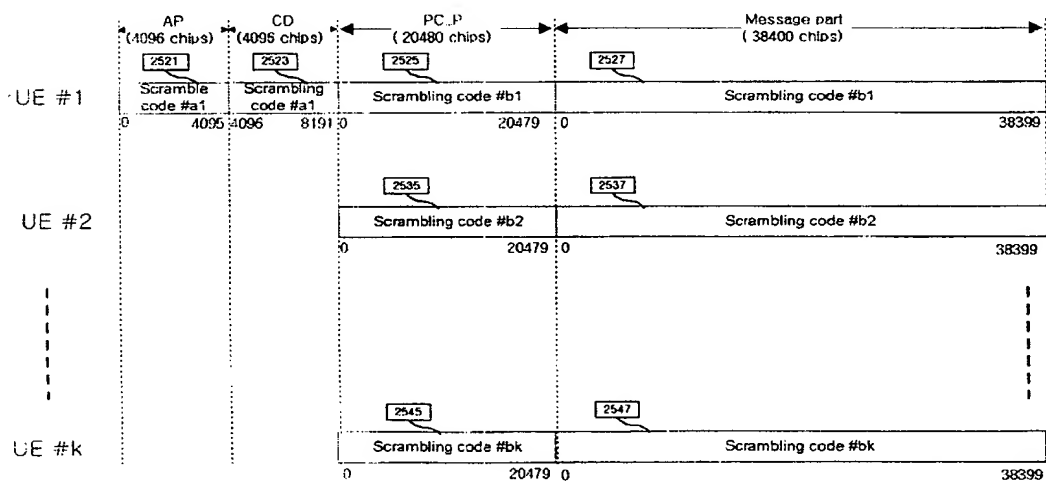 AP CD PC_P Message part
(4096 chips) (4096 chips) (20480 chips) (38400 chips)
2521 2523 2525 2527
UE #1
Scramble code #a1
Scrambling code #a1
Scrambling code #b1
Scrambling code #b1
0 4095 4096 8191 0 20479 0 38399
2535 2537
UE #2
Scrambling code #b2
Scrambling code #b2
0 20479 0 38399
2545 2547
UE #k
Scrambling code #bk
Scrambling code #bk
0 20479 0 38399